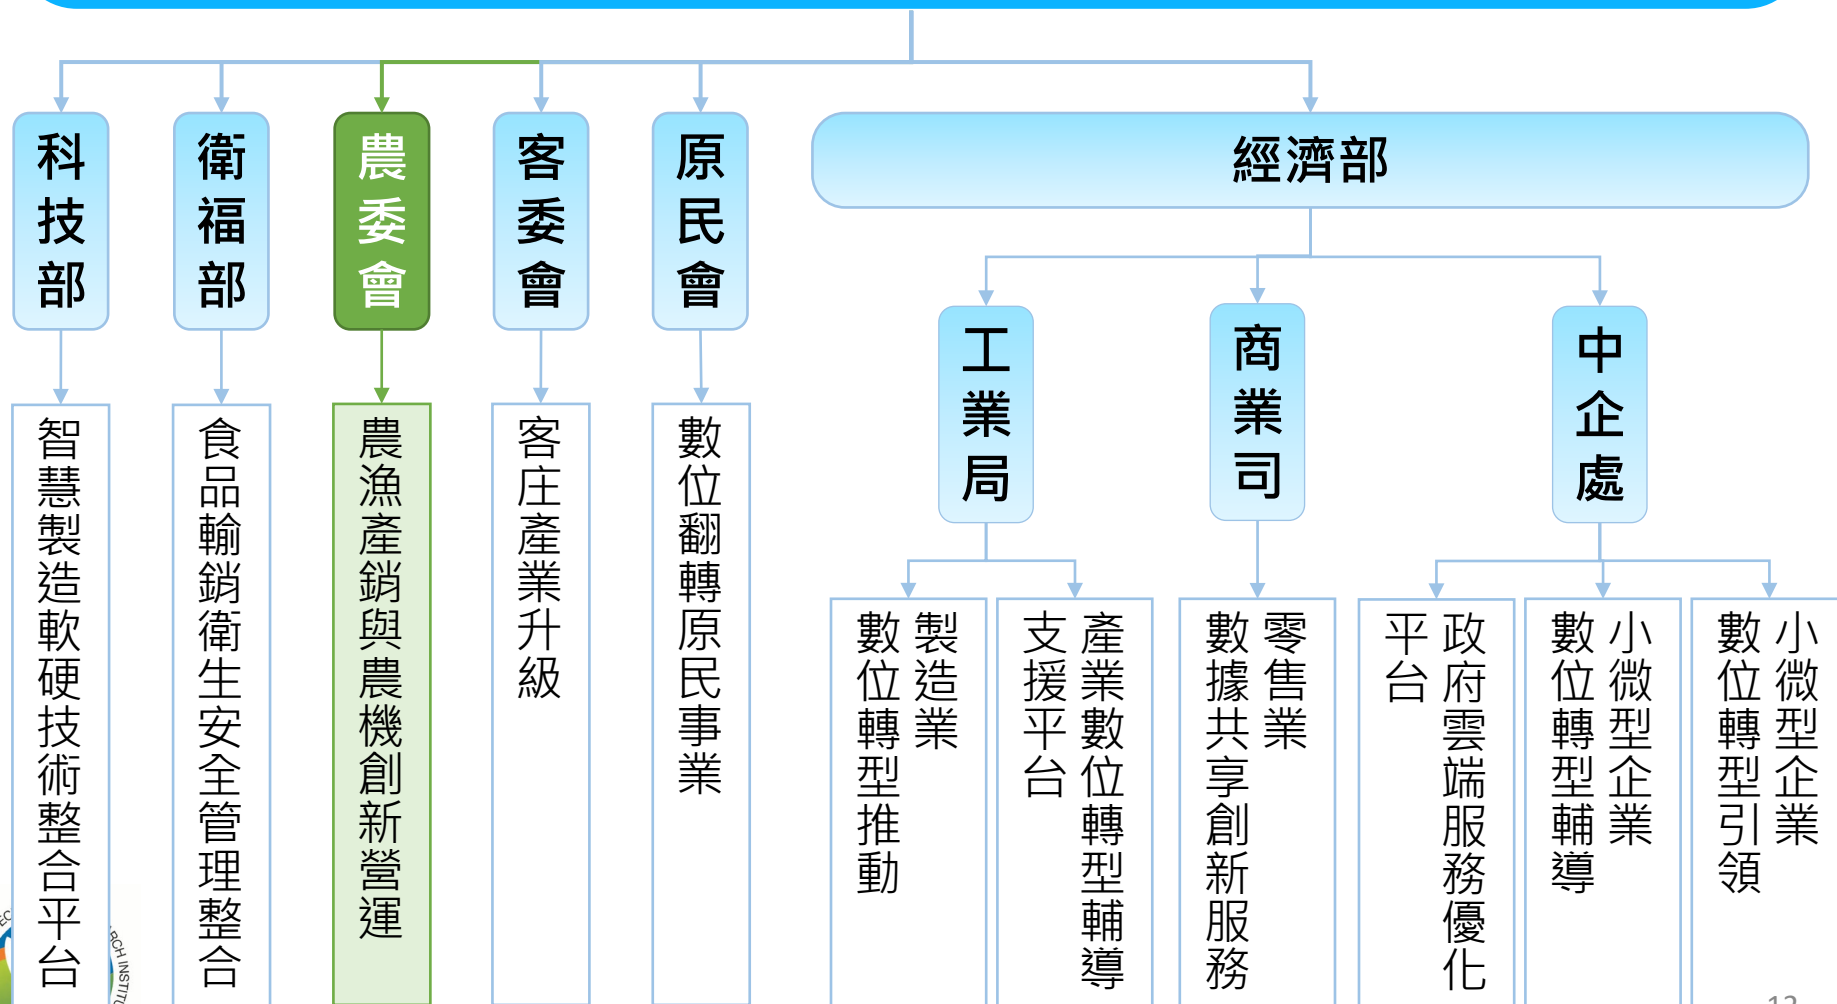 科技部
衛福部
農委會
客委會
原民會
經濟部
工業局
商業司
中企處
智慧製造軟硬技術整合平台
食品輸銷衛生安全管理整合
農漁產銷與農機創新營運
客庄產業升級
數位翻轉原民事業
製造業
數位轉型推動
產業數位轉型輔導
支援平台
零售業
數據共享創新服務
政府雲端服務優化
平台
小微型企業
數位轉型輔導
小微型企業
數位轉型引領